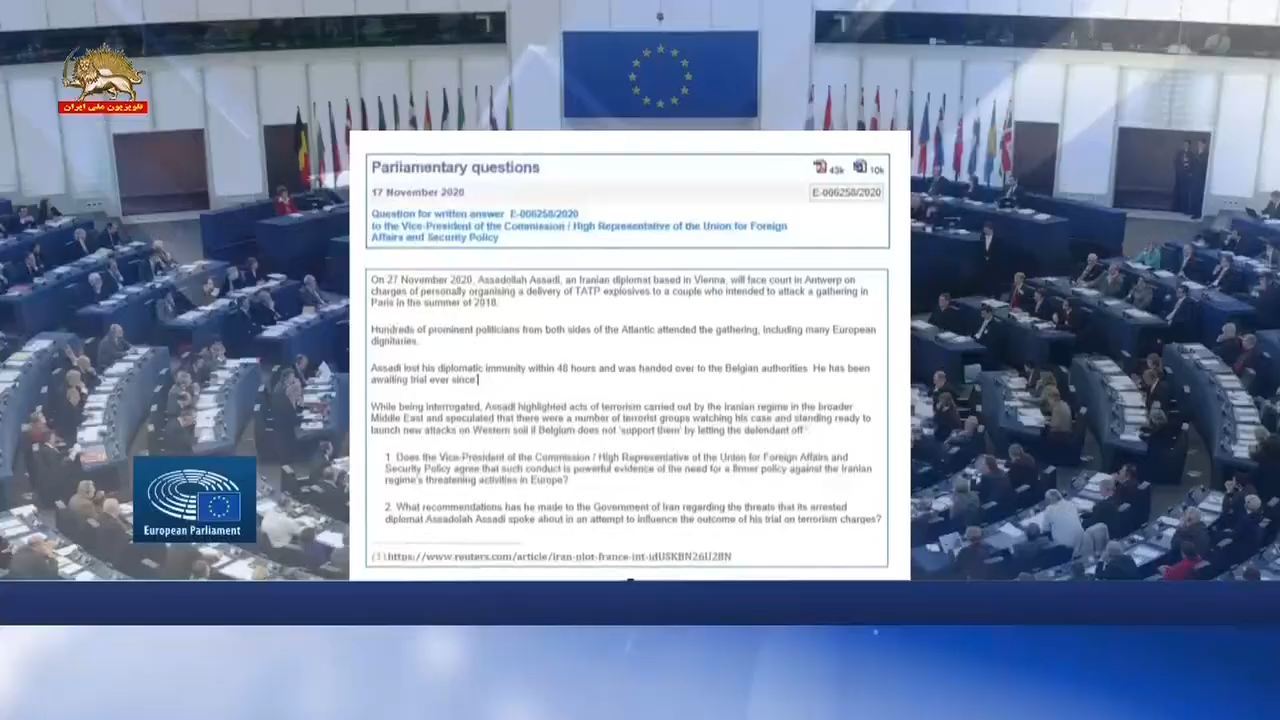 تلویزیون ملی ایران
Parliamentary questions
43k
10k
17 November 2020
E-006258/2020
Question for written answer E-006258/2020
to the Vice-President of the Commission / High Representative of the Union for Foreign
Affairs and Security Policy
On 27 November 2020, Assadollah Assadi, an Iranian diplomat based in Vienna, will face court in Antwerp on
charges of personally organising a delivery of TATP explosives to a couple who intended to attack a gathering in
Paris in the summer of 2018.
Hundreds of prominent politicians from both sides of the Atlantic attended the gathering, including many European
dignitaries.
Assadi lost his diplomatic immunity within 48 hours and was handed over to the Belgian authorities. He has been
awaiting trial ever since
While being interrogated, Assadi highlighted acts of terrorism carried out by the Iranian regime in the broader
Middle East and speculated that there were a number of terrorist groups watching his case and standing ready to
launch new attacks on Western soil if Belgium does not 'support them' by letting the defendant off
1 Does the Vice-President of the Commission / High Representative of the Union for Foreign Affairs and
Security Policy agree that such conduct is powerful evidence of the need for a firmer policy against the Iranian
regime's threatening activities in Europe?
2. What recommendations has he made to the Government of Iran regarding the threats that its arrested
diplomat Assadolah Assadi spoke about in an attempt to influence the outcome of his trial on terrorism charges?
(1) https://www.reuters.com/article/iran-plot-france-int-idUSKBN26U2BN
European Parliament